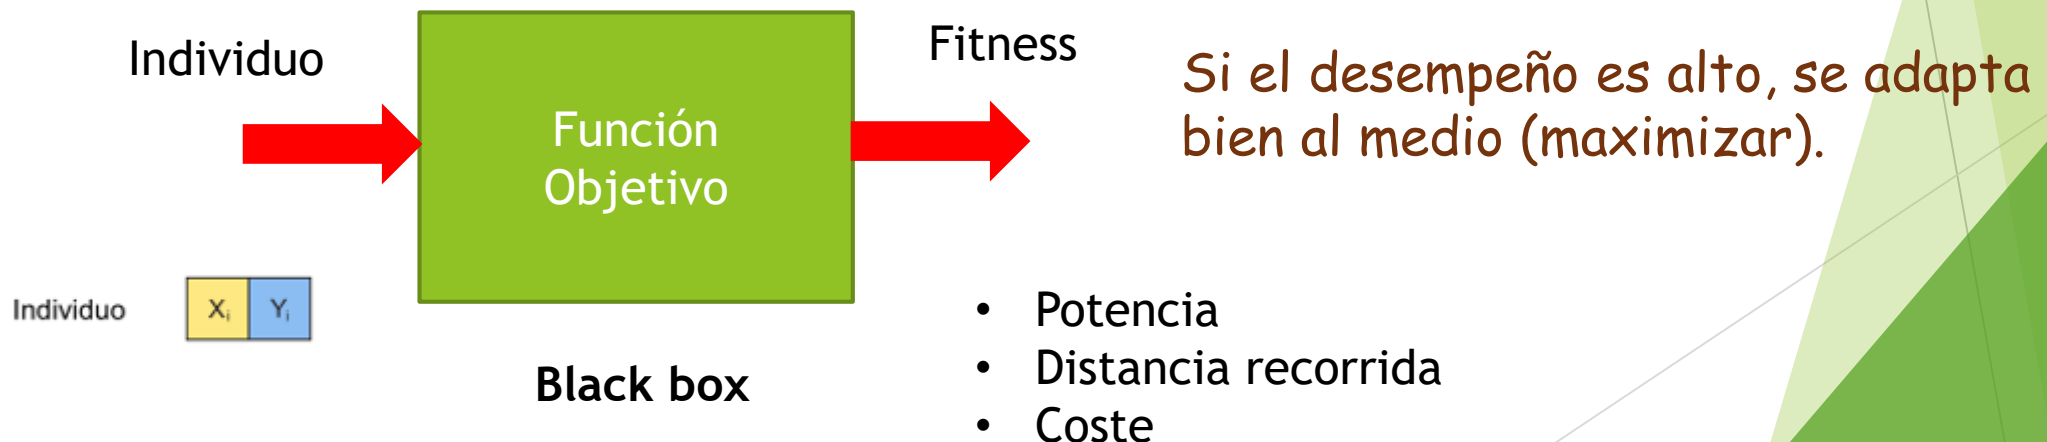 Individuo
Función
Objetivo
Fitness
Si el desempeño es alto, se adapta
bien al medio (maximizar).
Individuo
Xᵢ Yᵢ
Black box
• Potencia
• Distancia recorrida
• Coste